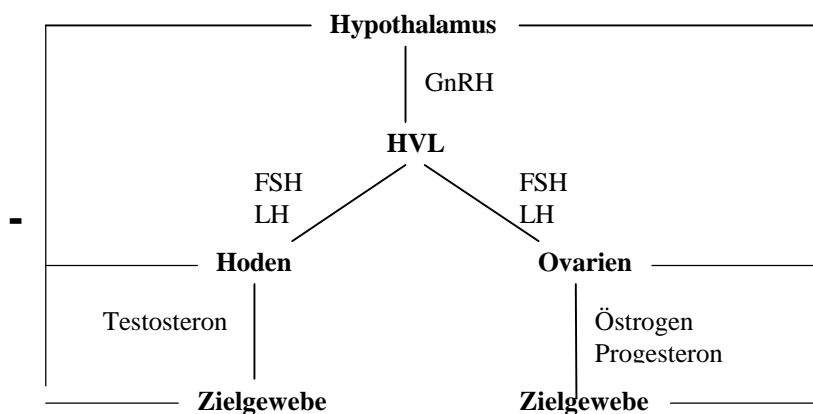 Hypothalamus
GnRH
HVL
FSH
LH
FSH
LH
-
Hoden
Ovarien
Testosteron
Östrogen
Progesteron
Zielgewebe
Zielgewebe